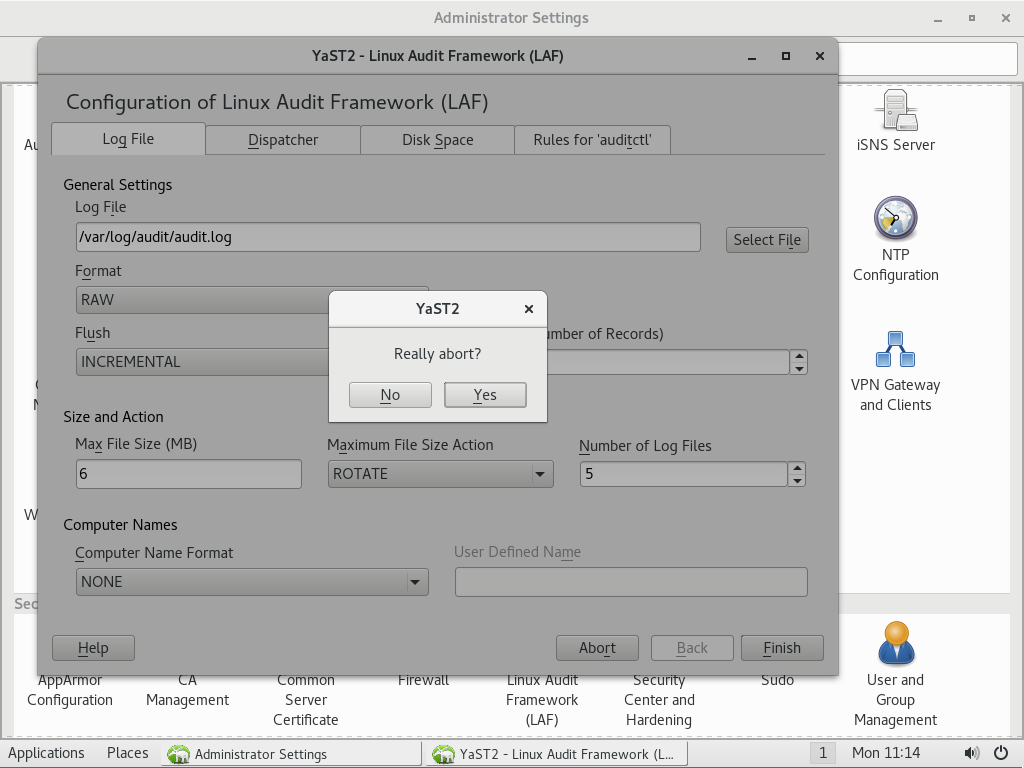 Administrator Settings
YaST2 - Linux Audit Framework (LAF)
Configuration of Linux Audit Framework (LAF)
Log File
Dispatcher
Disk Space
Rules for 'auditctl'
General Settings
Log File
/var/log/audit/audit.log
Select File
Format
RAW
Flush
INCREMENTAL
umber of Records)
YaST2
Really abort?
No
Yes
Size and Action
Max File Size (MB)
6
Maximum File Size Action
ROTATE
Number of Log Files
5
Computer Names
Computer Name Format
NONE
User Defined Name
Help
Abort
Back
Finish
iSNS Server
NTP
Configuration
VPN Gateway
and Clients
Sec
AppArmor
Configuration
CA
Management
Common
Server
Certificate
Firewall
Linux Audit
Framework
(LAF)
Security
Center and
Hardening
Sudo
User and
Group
Management
Applications
Places
Administrator Settings
YaST2 - Linux Audit Framework (L...
1
Mon 11:14